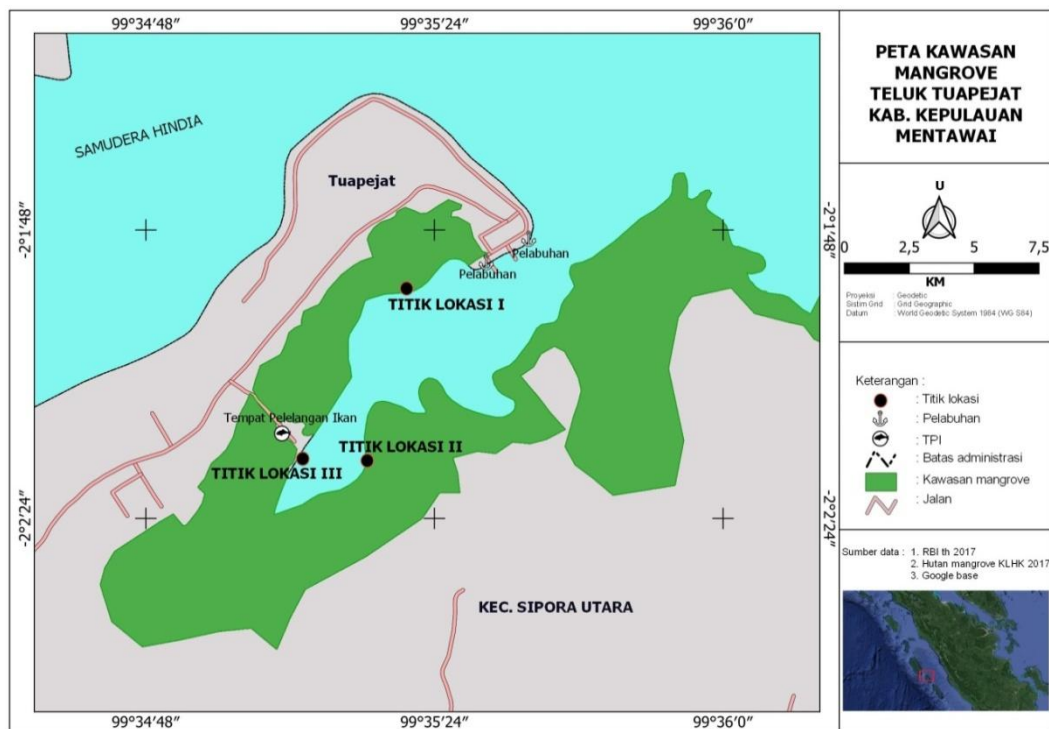 99°34′48″ 99°35′24″ 99°36′0″
SAMUDERA HINDIA
Tuapejat
-2°1′48″ -2°1′48″
Pelabuhan
Pelabuhan
TITIK LOKASI I
Tempat Pelelangan Ikan
TITIK LOKASI II
TITIK LOKASI III
-2°2′24″ -2°2′24″
KEC. SIPORA UTARA
99°34′48″ 99°35′24″ 99°36′0″
PETA KAWASAN
MANGROVE
TELUK TUAPEJAT
KAB. KEPULAUAN
MENTAWAI
U
0 2,5 5 7,5
KM
Proyeksi : Geodetic
Sistim Grid : Grid Geographic
Datum : World Geodetic System 1984 (WG S84)
Keterangan :
: Titik lokasi
: Pelabuhan
: TPI
: Batas administrasi
: Kawasan mangrove
: Jalan
Sumber data : 1. RBI th 2017
2. Hutan mangrove KLHK 2017
3. Google base